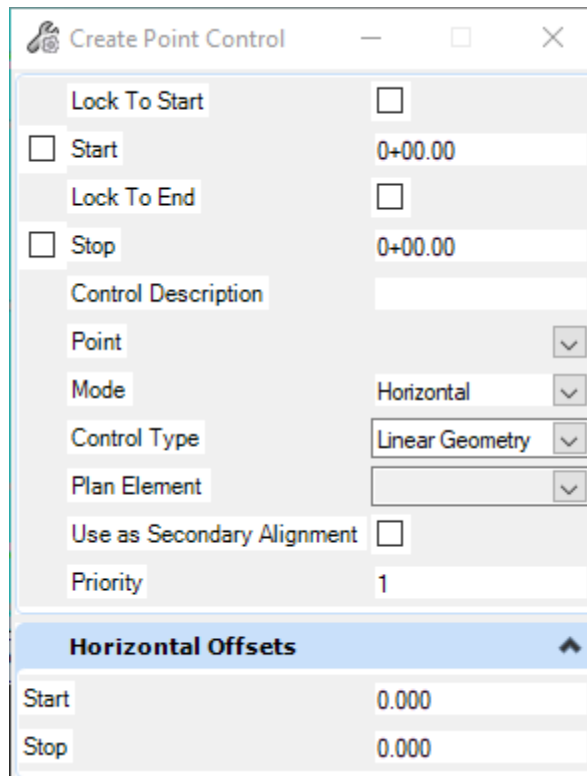 Create Point Control
Lock To Start
Start 0+00.00
Lock To End
Stop 0+00.00
Control Description
Point
Mode Horizontal
Control Type Linear Geometry
Plan Element
Use as Secondary Alignment
Priority 1
Horizontal Offsets
Start 0.000
Stop 0.000